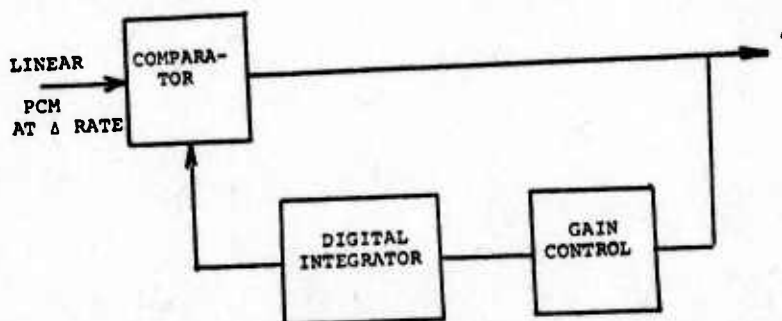 LINEAR
PCM
AT Δ RATE
COMPARA-
TOR
DIGITAL
INTEGRATOR
GAIN
CONTROL